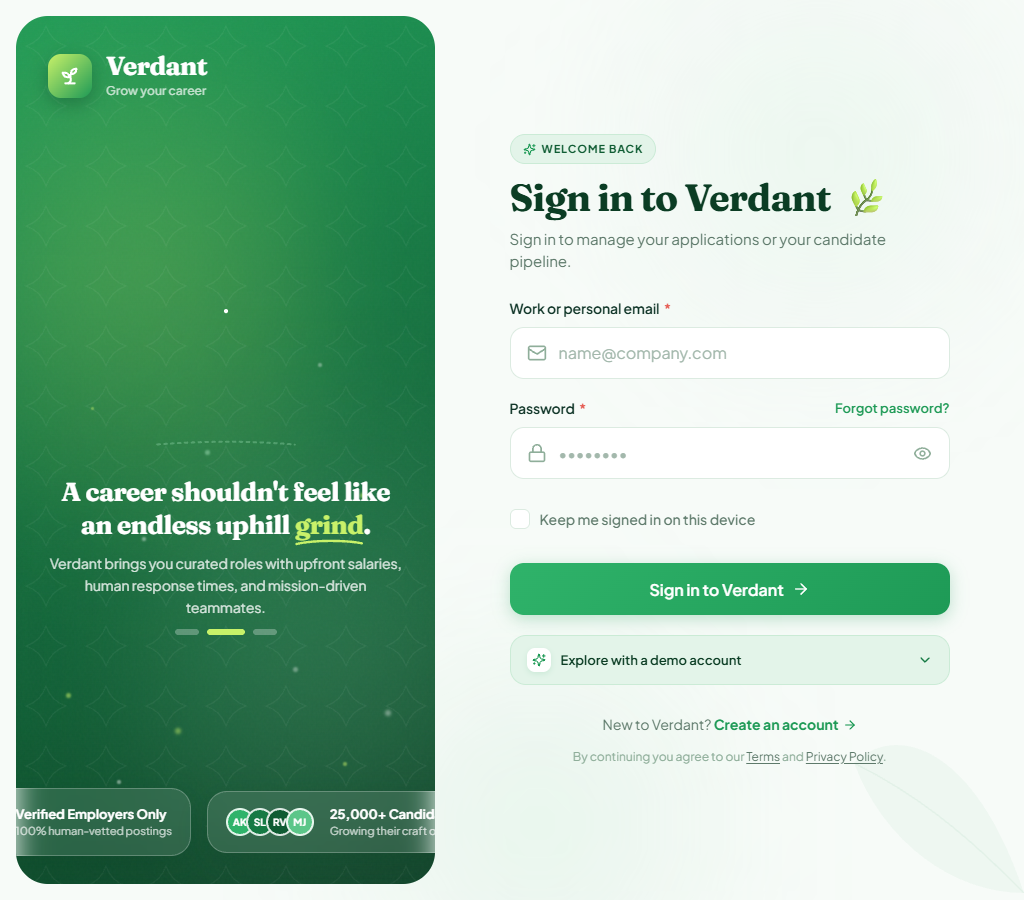 Verdant
Grow your career
A career shouldn't feel like
an endless uphill grind.
Verdant brings you curated roles with upfront salaries,
human response times, and mission-driven
teammates.
Verified Employers Only
100% human-vetted postings
AK SL RV MJ
25,000+ Candid
Growing their craft
WELCOME BACK
Sign in to Verdant
Sign in to manage your applications or your candidate
pipeline.
Work or personal email *
name@company.com
Password *
Forgot password?
Keep me signed in on this device
Sign in to Verdant →
Explore with a demo account
New to Verdant? Create an account →
By continuing you agree to our Terms and Privacy Policy.